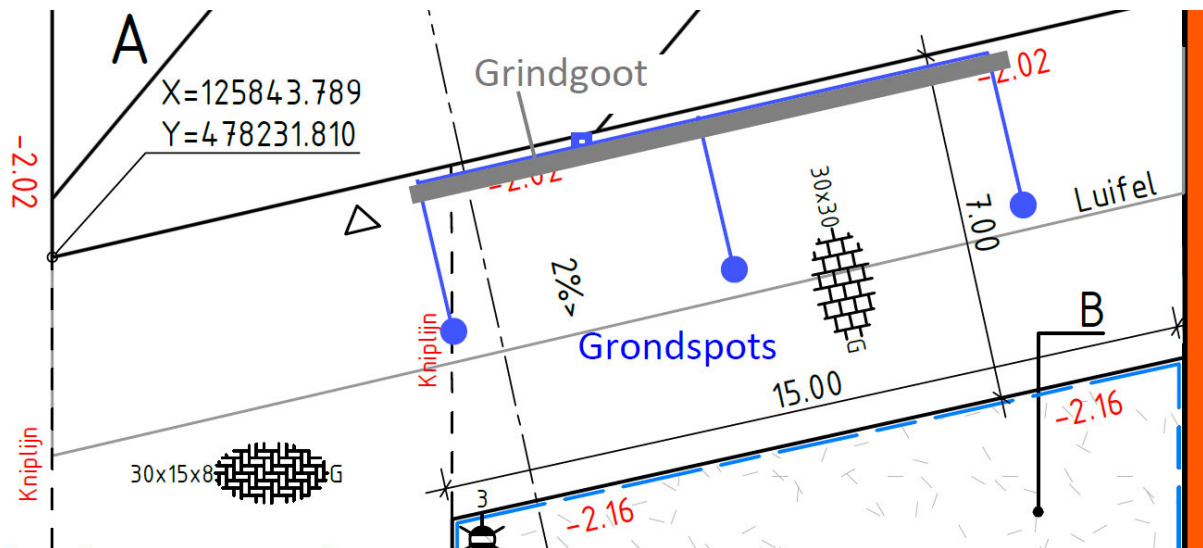 A
X=125843.789
Y=478231.810
Grindgoot
-2.02
-2.02
-2.02
30x30
G
7.00
Luifel
2%>
Kniplijn
Grondspots
B
15.00
-2.16
Kniplijn
30x15x8
G
3
-2.16